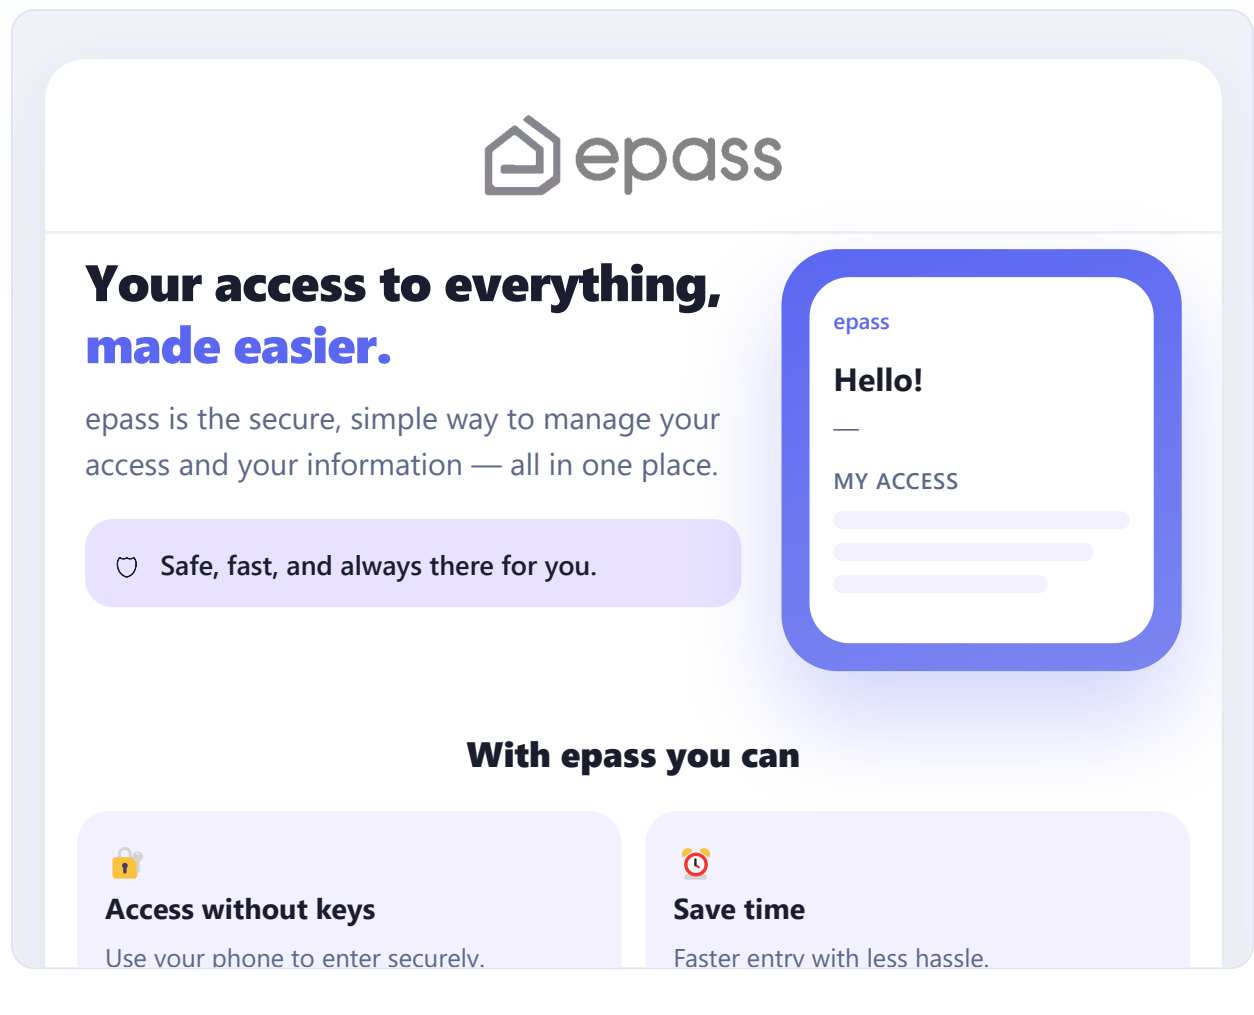 epass
Your access to everything,
made easier.
epass is the secure, simple way to manage your
access and your information — all in one place.
Safe, fast, and always there for you.
epass
Hello!
—
MY ACCESS
With epass you can
Access without keys
Use your phone to enter securely.
Save time
Faster entry with less hassle.